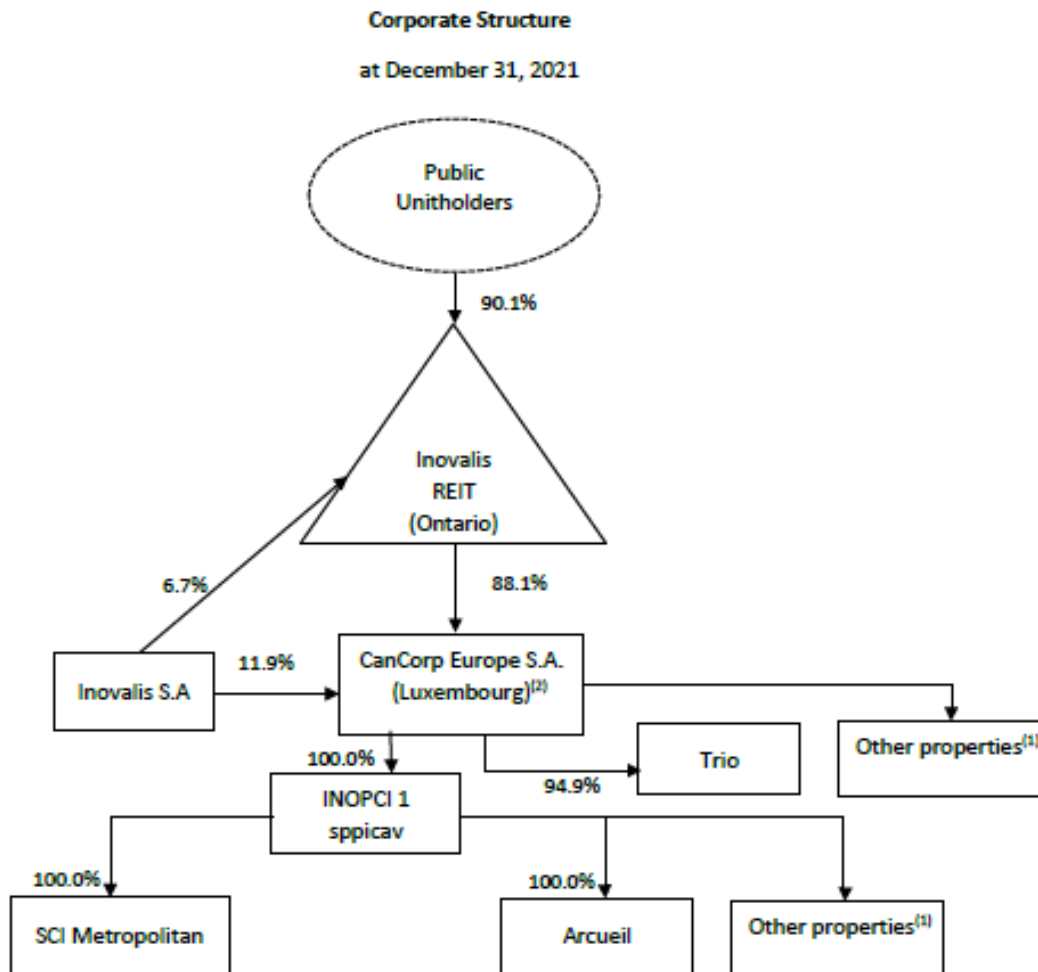 Corporate Structure
at December 31, 2021
Public
Unitholders
90.1%
Inovalis
REIT
(Ontario)
6.7%
88.1%
Inovalis S.A
11.9%
CanCorp Europe S.A.
(Luxembourg)(2)
Other properties(1)
Trio
100.0%
94.9%
INOPCI 1
sppicav
100.0%
100.0%
SCI Metropolitan
Arcueil
Other properties(1)